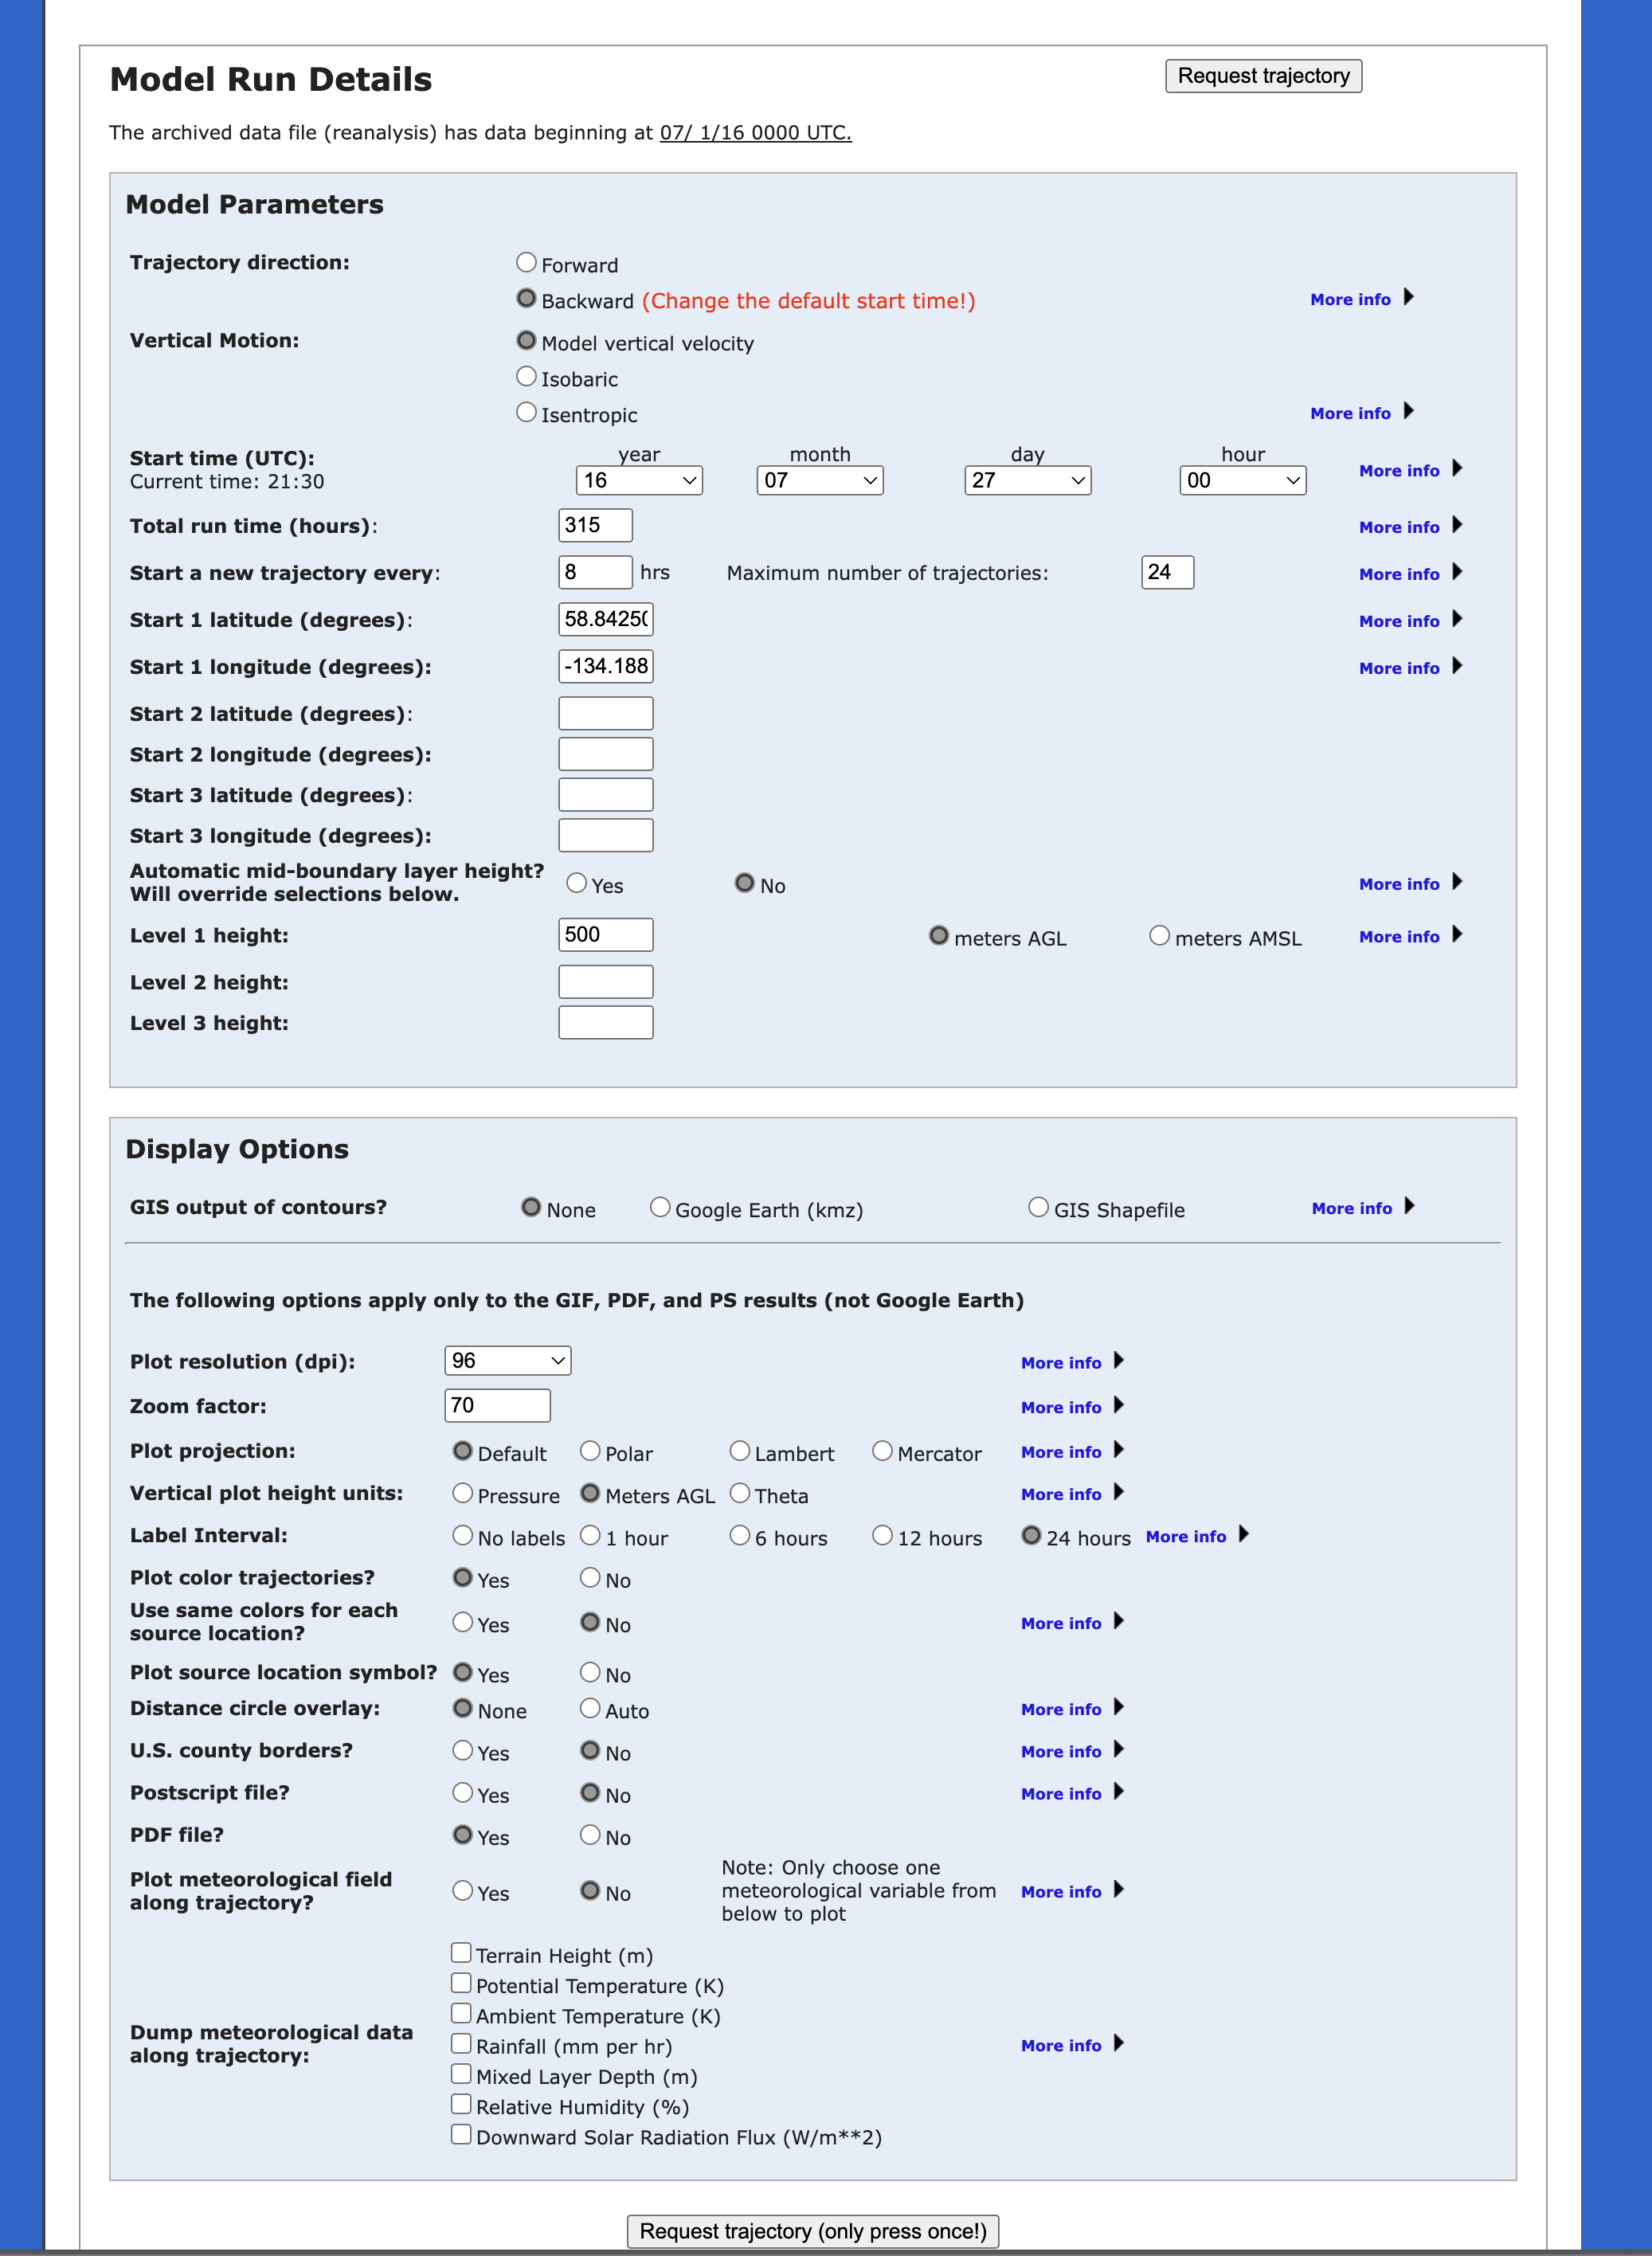 Model Run Details
Request trajectory
The archived data file (reanalysis) has data beginning at 07/ 1/16 0000 UTC.
Model Parameters
Trajectory direction:
Forward
Backward (Change the default start time!)
More info
Vertical Motion:
Model vertical velocity
Isobaric
Isentropic
More info
Start time (UTC):
Current time: 21:30
year month day hour
16 07 27 00
More info
Total run time (hours): 315 More info
Start a new trajectory every: 8 hrs Maximum number of trajectories: 24 More info
Start 1 latitude (degrees): 58.8425( More info
Start 1 longitude (degrees): -134.188 More info
Start 2 latitude (degrees):
Start 2 longitude (degrees):
Start 3 latitude (degrees):
Start 3 longitude (degrees):
Automatic mid-boundary layer height?
Will override selections below.
Yes No More info
Level 1 height: 500 meters AGL meters AMSL More info
Level 2 height:
Level 3 height:
Display Options
GIS output of contours? None Google Earth (kmz) GIS Shapefile More info
The following options apply only to the GIF, PDF, and PS results (not Google Earth)
Plot resolution (dpi): 96 More info
Zoom factor: 70 More info
Plot projection: Default Polar Lambert Mercator More info
Vertical plot height units: Pressure Meters AGL Theta More info
Label Interval: No labels 1 hour 6 hours 12 hours 24 hours More info
Plot color trajectories? Yes No
Use same colors for each
source location?
Yes No More info
Plot source location symbol? Yes No
Distance circle overlay: None Auto More info
U.S. county borders? Yes No More info
Postscript file? Yes No More info
PDF file? Yes No
Plot meteorological field
along trajectory?
Yes No
Note: Only choose one
meteorological variable from
below to plot
More info
Dump meteorological data
along trajectory:
Terrain Height (m)
Potential Temperature (K)
Ambient Temperature (K)
Rainfall (mm per hr)
Mixed Layer Depth (m)
Relative Humidity (%)
Downward Solar Radiation Flux (W/m**2)
More info
Request trajectory (only press once!)